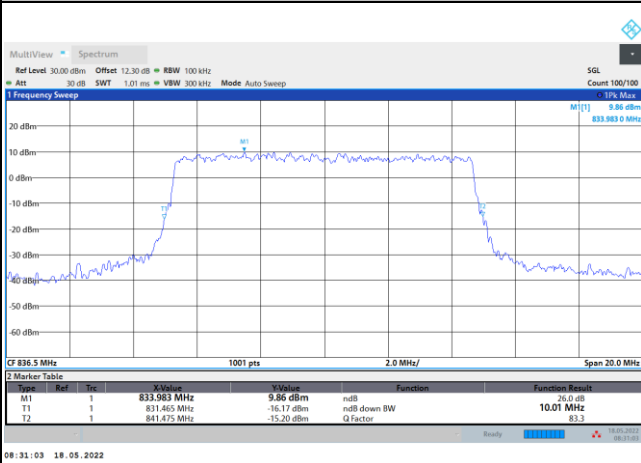 MultiView Spectrum
Ref Level 30.00 dBm Offset 12.30 dB RBW 100 kHz SGL
Att 30 dB SWT 1.01 ms VBW 300 kHz Mode Auto Sweep Count 100/100
1 Frequency Sweep 1Pk Max
M1[1] 9.86 dBm
833.983 0 MHz
20 dBm
M1
10 dBm
0 dBm
-10 dBm
T1 T2
-20 dBm
-30 dBm
-40 dBm
-50 dBm
-60 dBm
CF 836.5 MHz 1001 pts 2.0 MHz/ Span 20.0 MHz
2 Marker Table
Type Ref Trc X-Value Y-Value Function Function Result
M1 1 833.983 MHz 9.86 dBm ndB 26.0 dB
T1 1 831.465 MHz -16.17 dBm ndB down BW 10.01 MHz
T2 1 841.475 MHz -15.20 dBm Q Factor 83.3
Ready 18.05.2022
08:31:03
08:31:03 18.05.2022